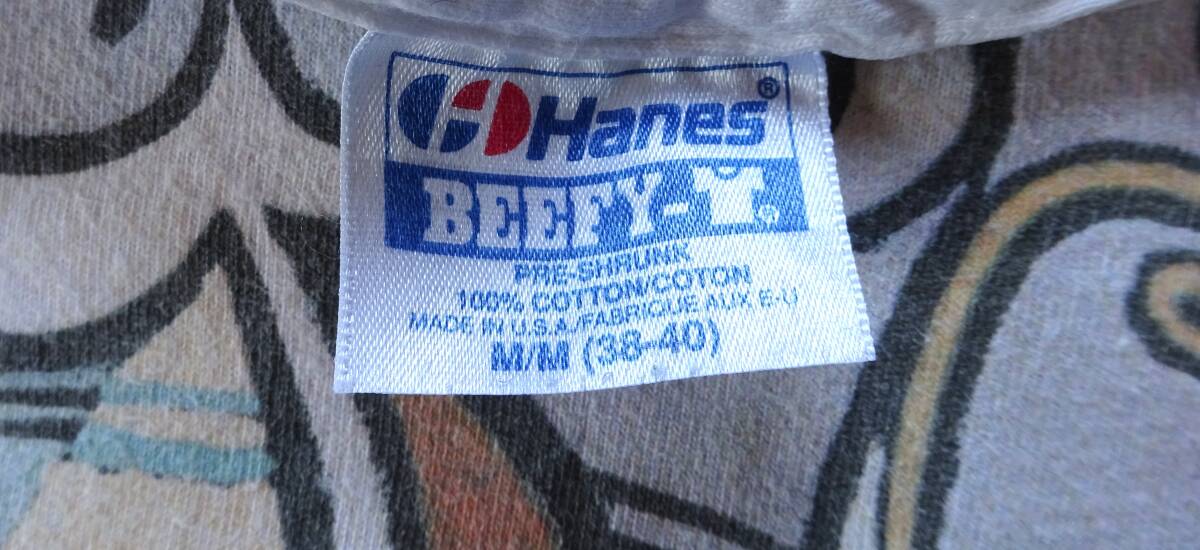 Hanes®
BEEFY-T®
PRE-SHRUNK
100% COTTON/COTON
MADE IN U.S.A/FABRIQUE AUX E-U
M/M (38-40)